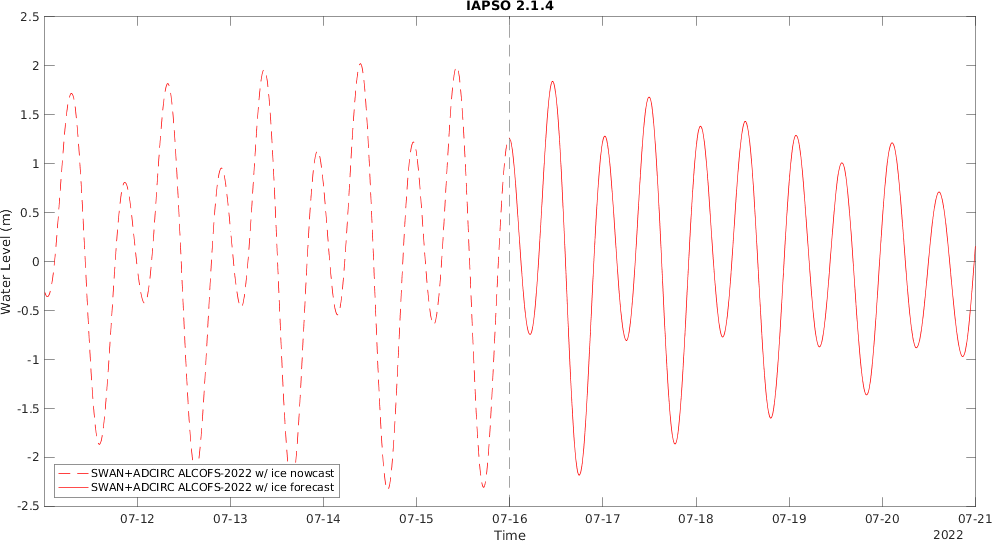 IAPSO 2.1.4
2.5
2
1.5
1
0.5
0
-0.5
-1
-1.5
-2
-2.5
Water Level (m)
SWAN+ADCIRC ALCOFS-2022 w/ ice nowcast
SWAN+ADCIRC ALCOFS-2022 w/ ice forecast
07-12 07-13 07-14 07-15 07-16 07-17 07-18 07-19 07-20 07-21
Time
2022